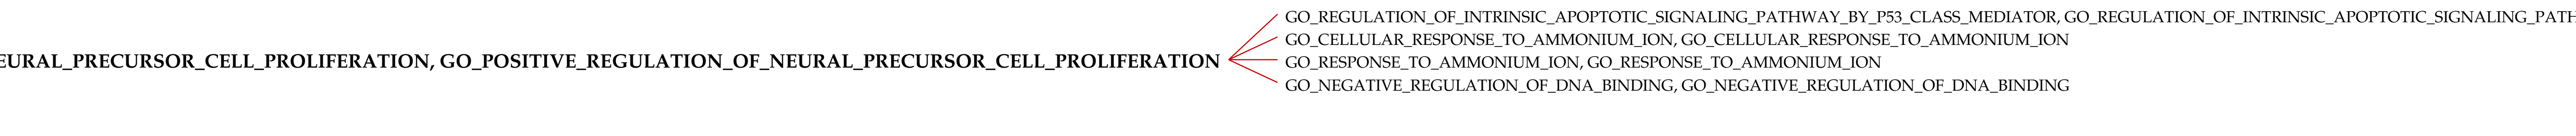 GO_REGULATION_OF_INTRINSIC_APOPTOTIC_SIGNALING_PATHWAY_BY_P53_CLASS_MEDIATOR, GO_REGULATION_OF_INTRINSIC_APOPTOTIC_SIGNALING_PATH
GO_CELLULAR_RESPONSE_TO_AMMONIUM_ION, GO_CELLULAR_RESPONSE_TO_AMMONIUM_ION
EURAL_PRECURSOR_CELL_PROLIFERATION, GO_POSITIVE_REGULATION_OF_NEURAL_PRECURSOR_CELL_PROLIFERATION
GO_RESPONSE_TO_AMMONIUM_ION, GO_RESPONSE_TO_AMMONIUM_ION
GO_NEGATIVE_REGULATION_OF_DNA_BINDING, GO_NEGATIVE_REGULATION_OF_DNA_BINDING